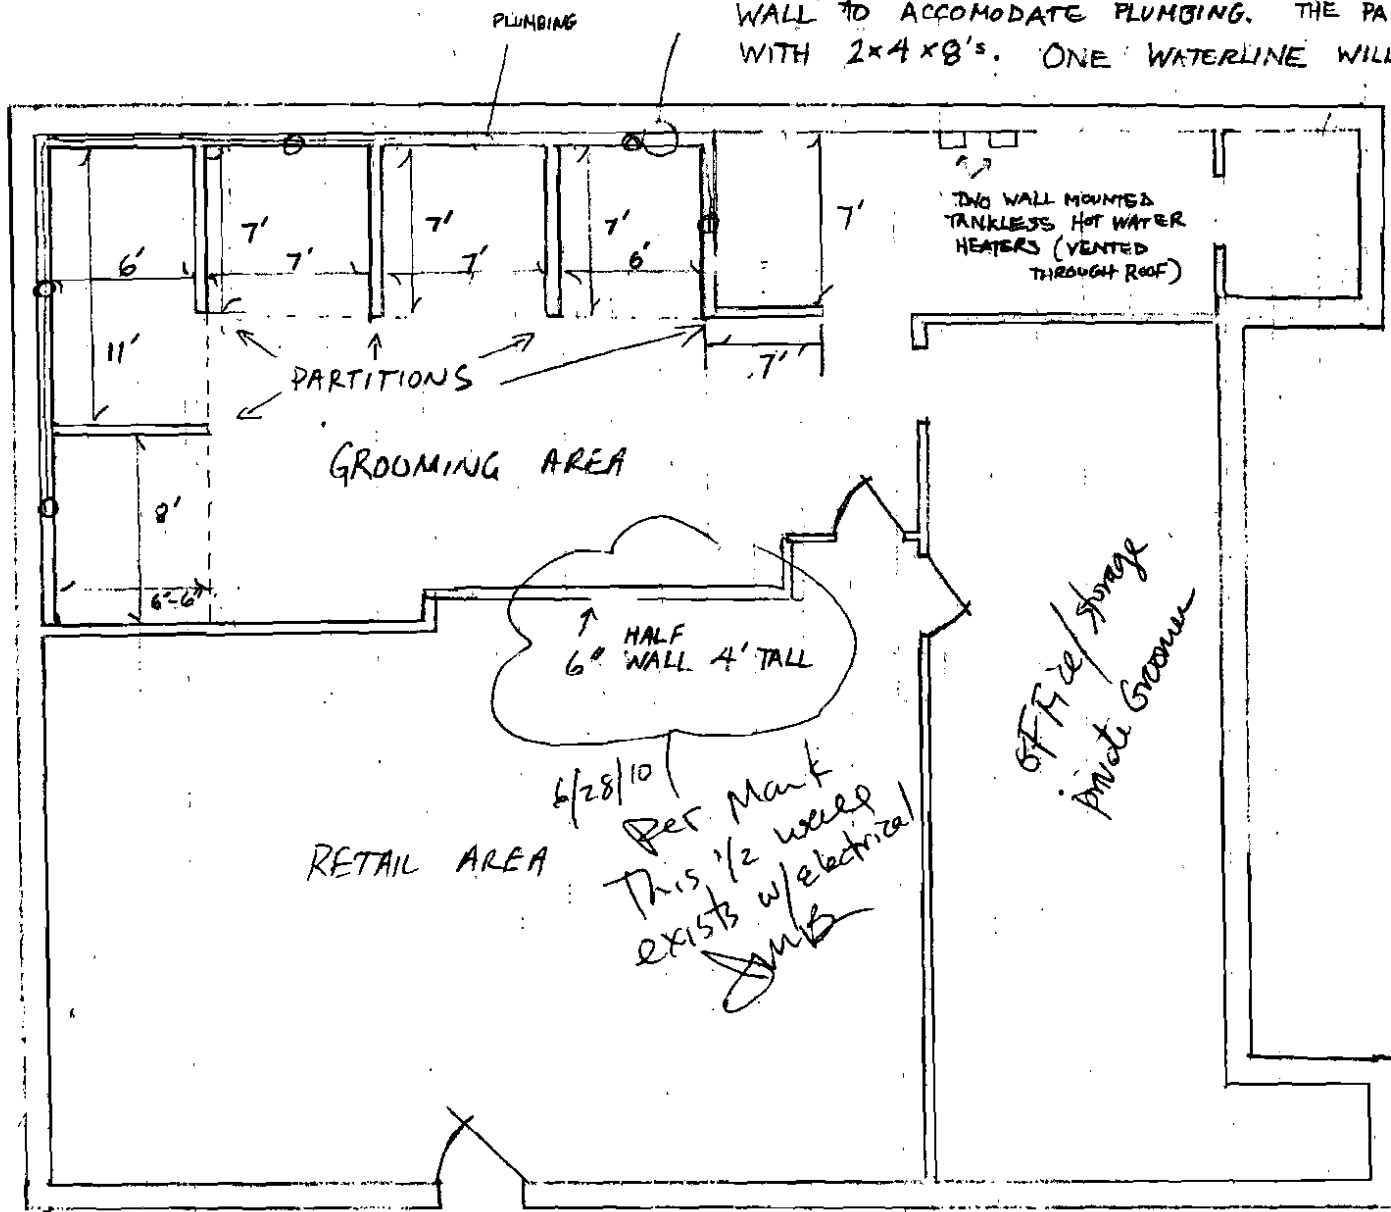 PLUMBING
WALL TO ACCOMODATE PLUMBING. THE PA
WITH 2x4x8's. ONE WATERLINE WILL
7'
7'
7'
7'
TWO WALL MOUNTED
TANKLESS HOT WATER
HEATERS (VENTED
THROUGH ROOF)
6'
7'
7'
6'
11'
7'
PARTITIONS
GROOMING AREA
8'
6'-6"
HALF
6" WALL 4' TALL
OFFice/storage
private Groomer
6/28/10
per Mark
This 1/2 wall
exists w/electrical
RETAIL AREA